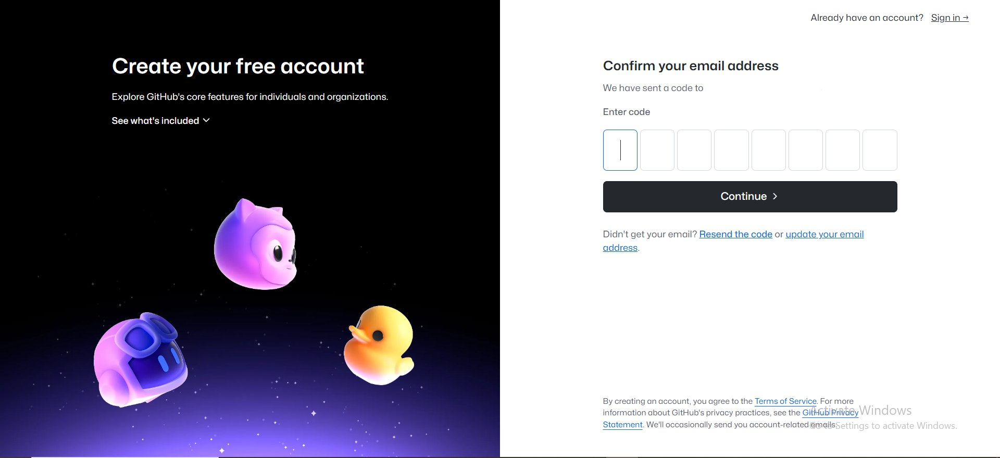 Already have an account? Sign in →
Create your free account
Explore GitHub's core features for individuals and organizations.
See what's included
Confirm your email address
We have sent a code to
Enter code
Continue
Didn't get your email? Resend the code or update your email
address.
By creating an account, you agree to the Terms of Service. For more
information about GitHub's privacy practices, see the GitHub Privacy
Statement. We'll occasionally send you account-related emails.
Activate Windows
Go to Settings to activate Windows.